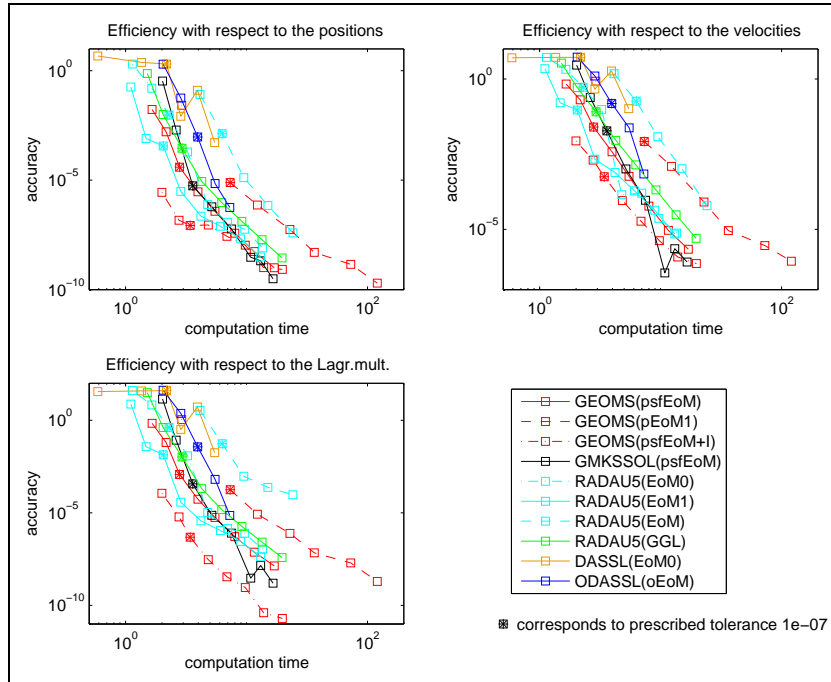 Efficiency with respect to the positions
10^0
10^-5
10^-10
accuracy
10^0
10^2
computation time
Efficiency with respect to the velocities
10^0
10^-5
accuracy
10^0
10^2
computation time
Efficiency with respect to the Lagr.mult.
10^0
10^-5
10^-10
accuracy
10^0
10^2
computation time
GEOMS(psfEoM)
GEOMS(pEoM1)
GEOMS(psfEoM+I)
GMKSSOL(psfEoM)
RADAU5(EoM0)
RADAU5(EoM1)
RADAU5(EoM)
RADAU5(GGL)
DASSL(EoM0)
ODASSL(oEoM)
corresponds to prescribed tolerance 1e−07